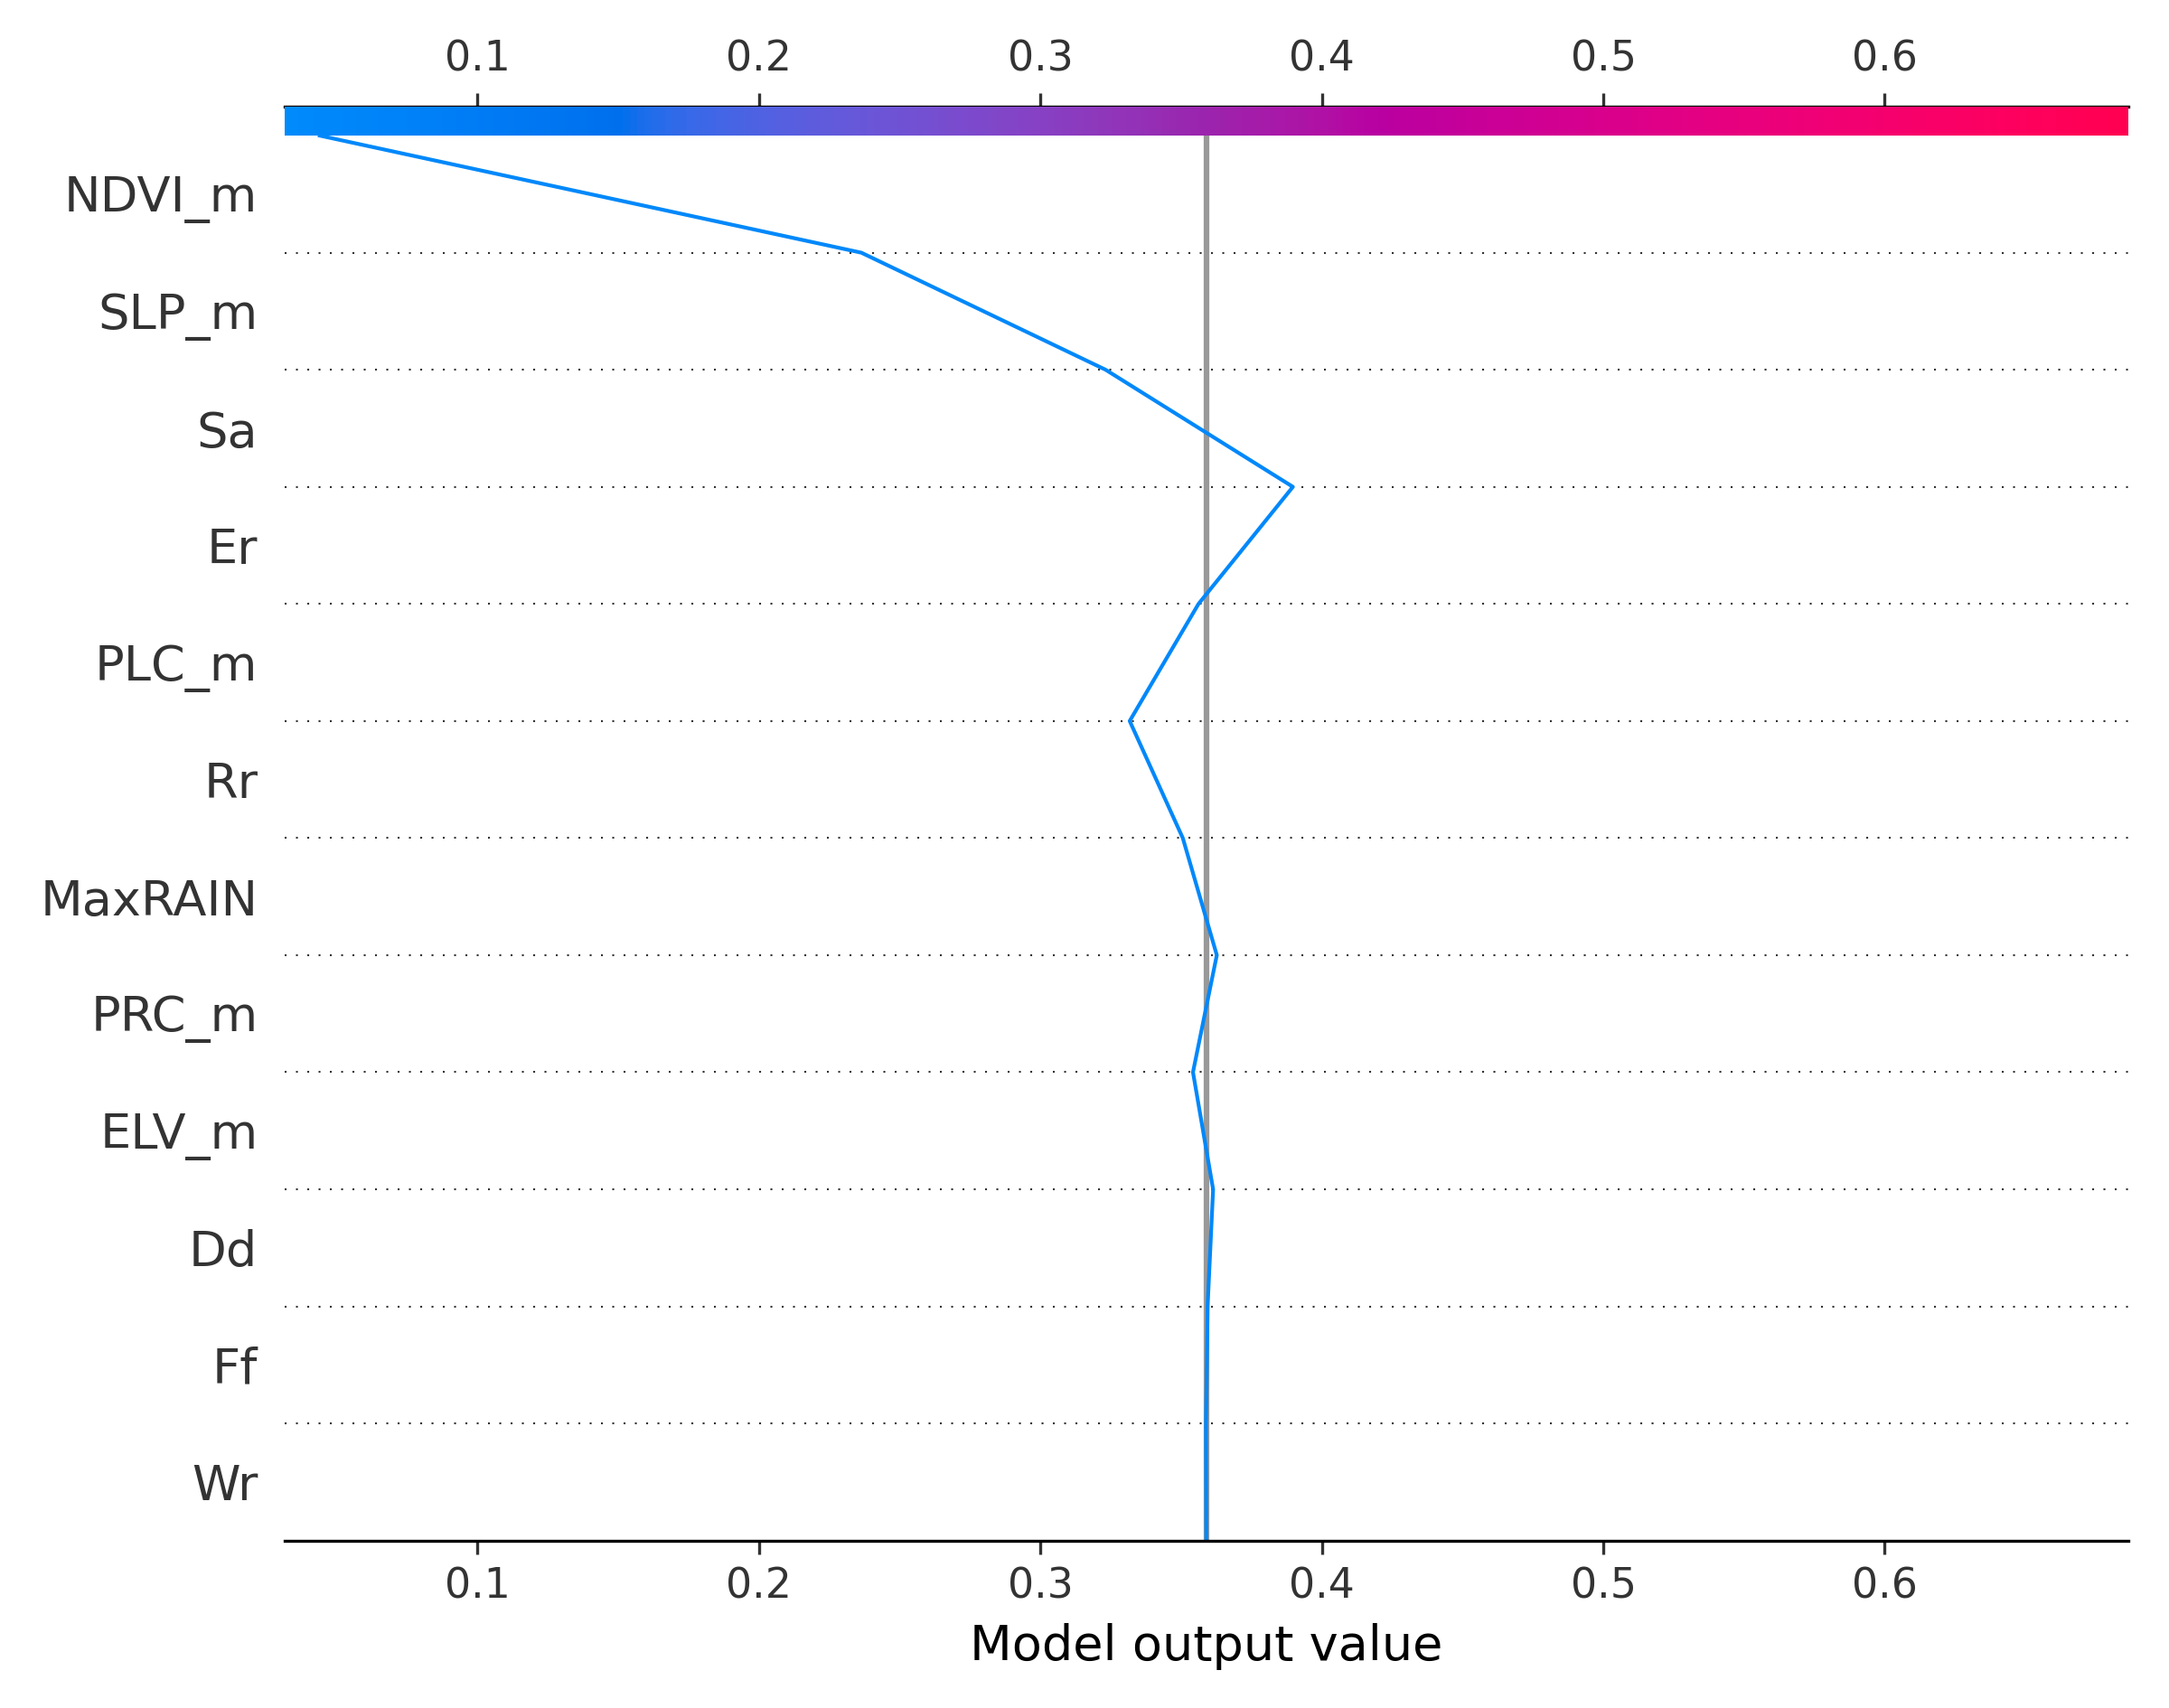 0.1 0.2 0.3 0.4 0.5 0.6
NDVI_m
SLP_m
Sa
Er
PLC_m
Rr
MaxRAIN
PRC_m
ELV_m
Dd
Ff
Wr
0.1 0.2 0.3 0.4 0.5 0.6
Model output value